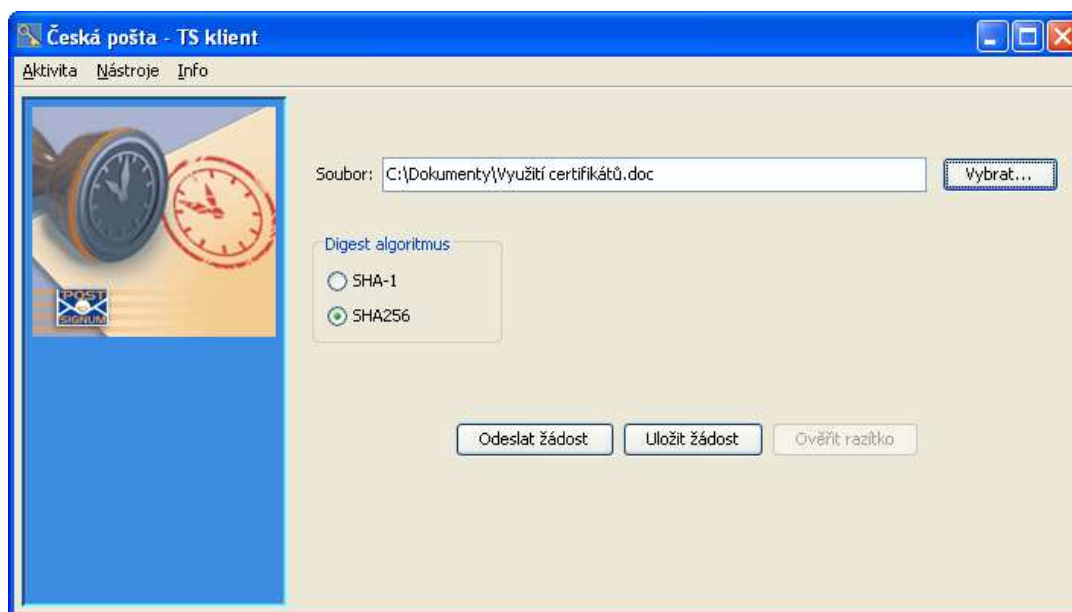 Česká pošta - TS klient
Aktivita Nástroje Info
POST
SIGNUM
Soubor: C:\Dokumenty\Využití certifikátů.doc Vybrat...
Digest algoritmus
SHA-1
SHA256
Odeslat žádost Uložit žádost Ověřit razítko